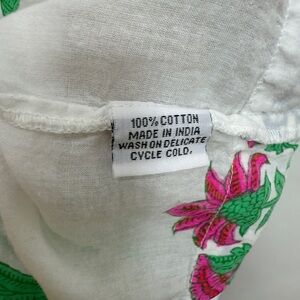 100% COTTON
MADE IN INDIA
WASH ON DELICATE
CYCLE COLD.